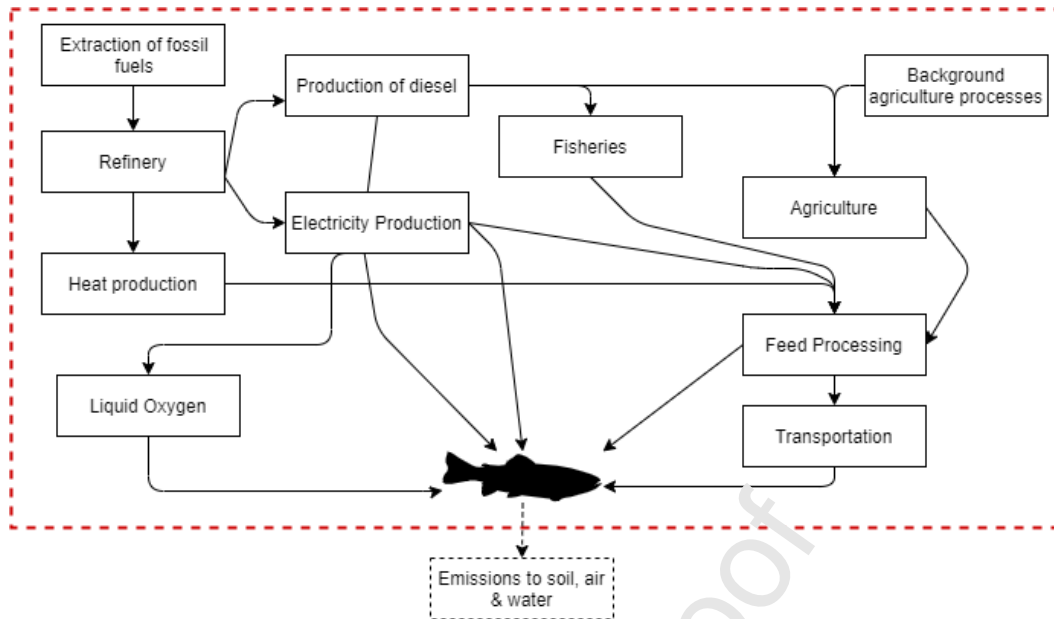 Extraction of fossil
fuels
Production of diesel
Background
agriculture processes
Refinery
Fisheries
Electricity Production
Agriculture
Heat production
Feed Processing
Liquid Oxygen
Transportation
Emissions to soil, air
& water
oof